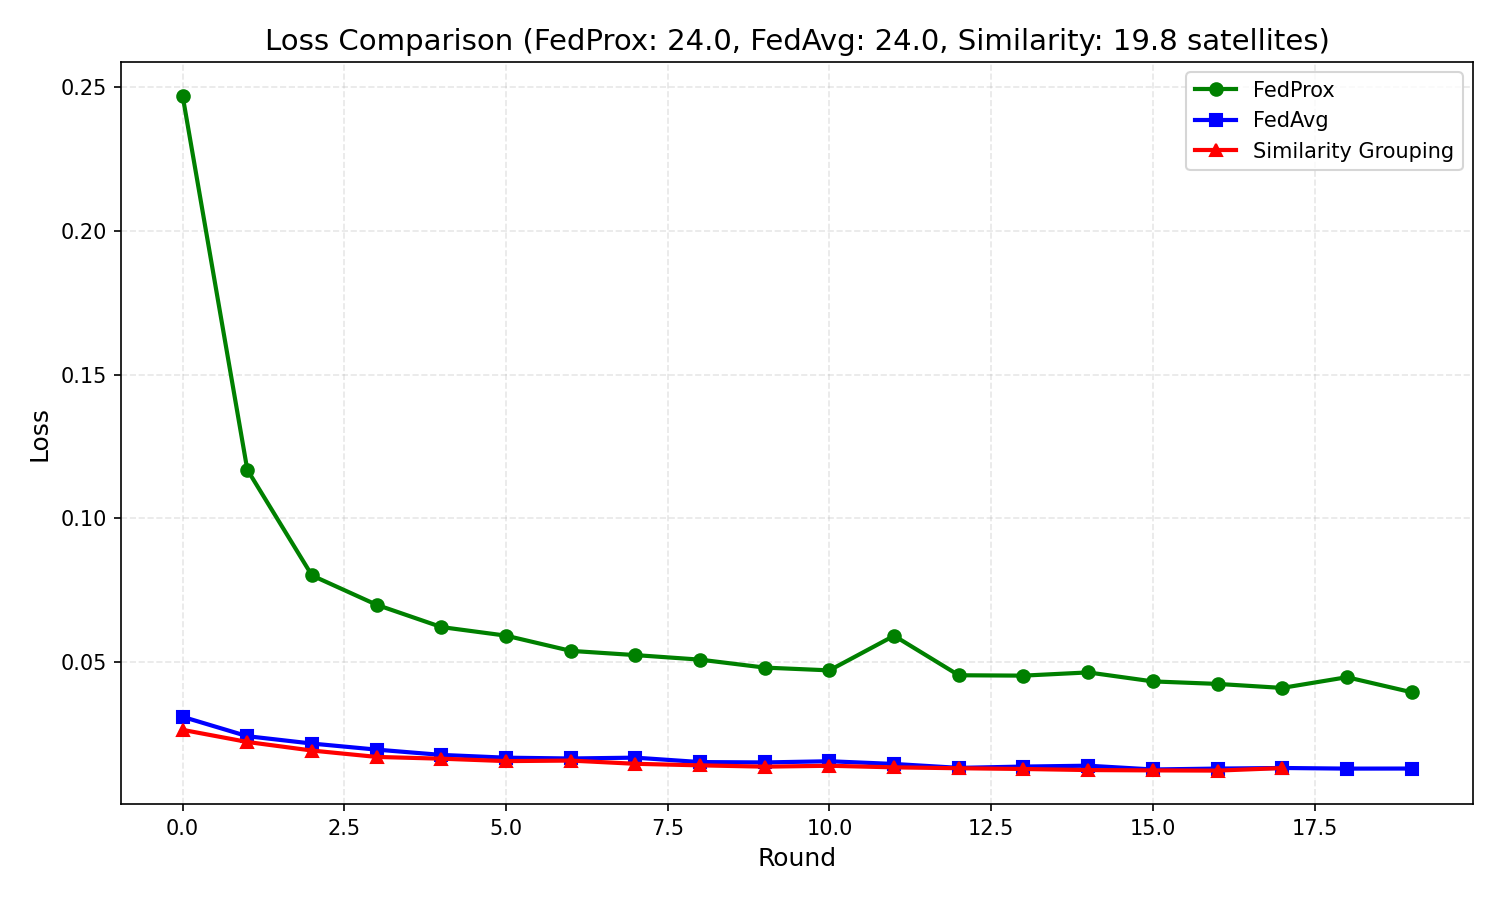 Loss Comparison (FedProx: 24.0, FedAvg: 24.0, Similarity: 19.8 satellites)
FedProx
FedAvg
Similarity Grouping
Loss
0.25
0.20
0.15
0.10
0.05
0.0 2.5 5.0 7.5 10.0 12.5 15.0 17.5
Round